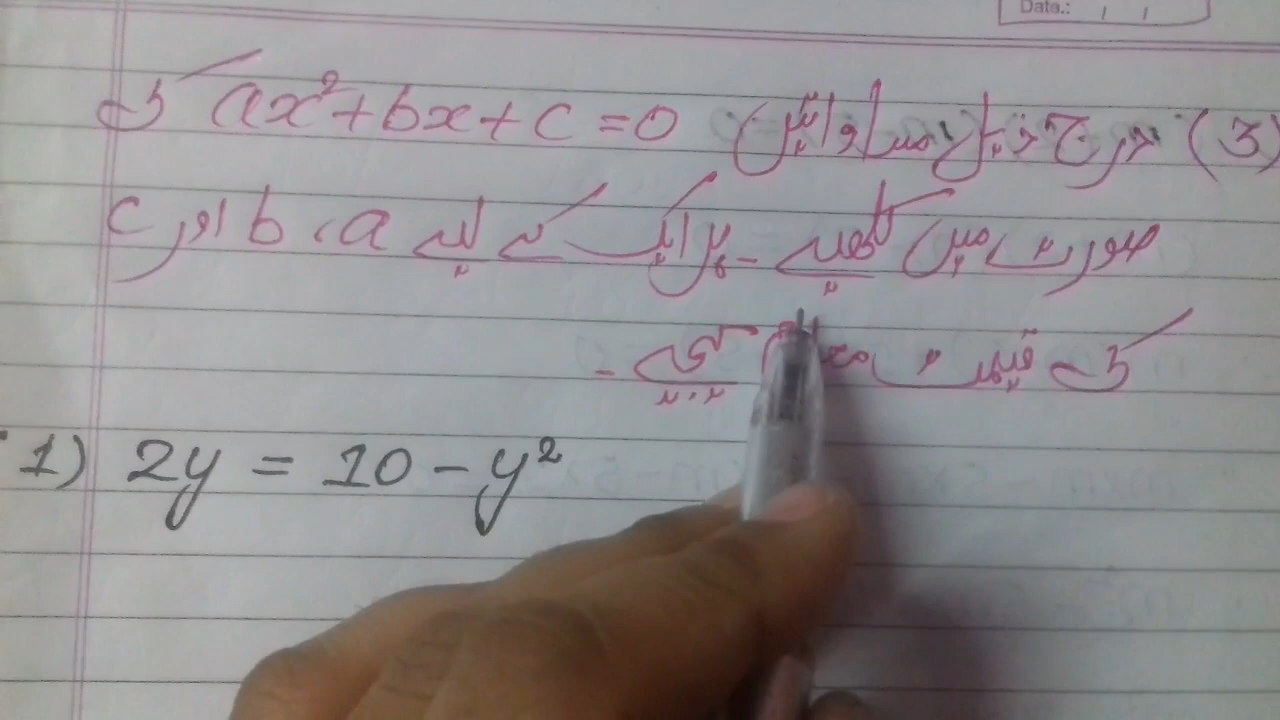 Date.: / /
(3) درج ذیل مساواتیں ax²+bx+c=0 کی
صورت میں لکھیے - ہر ایک کے لیے a، b اور c
کی قیمت معلوم کیجیے -
1) 2y = 10 - y²